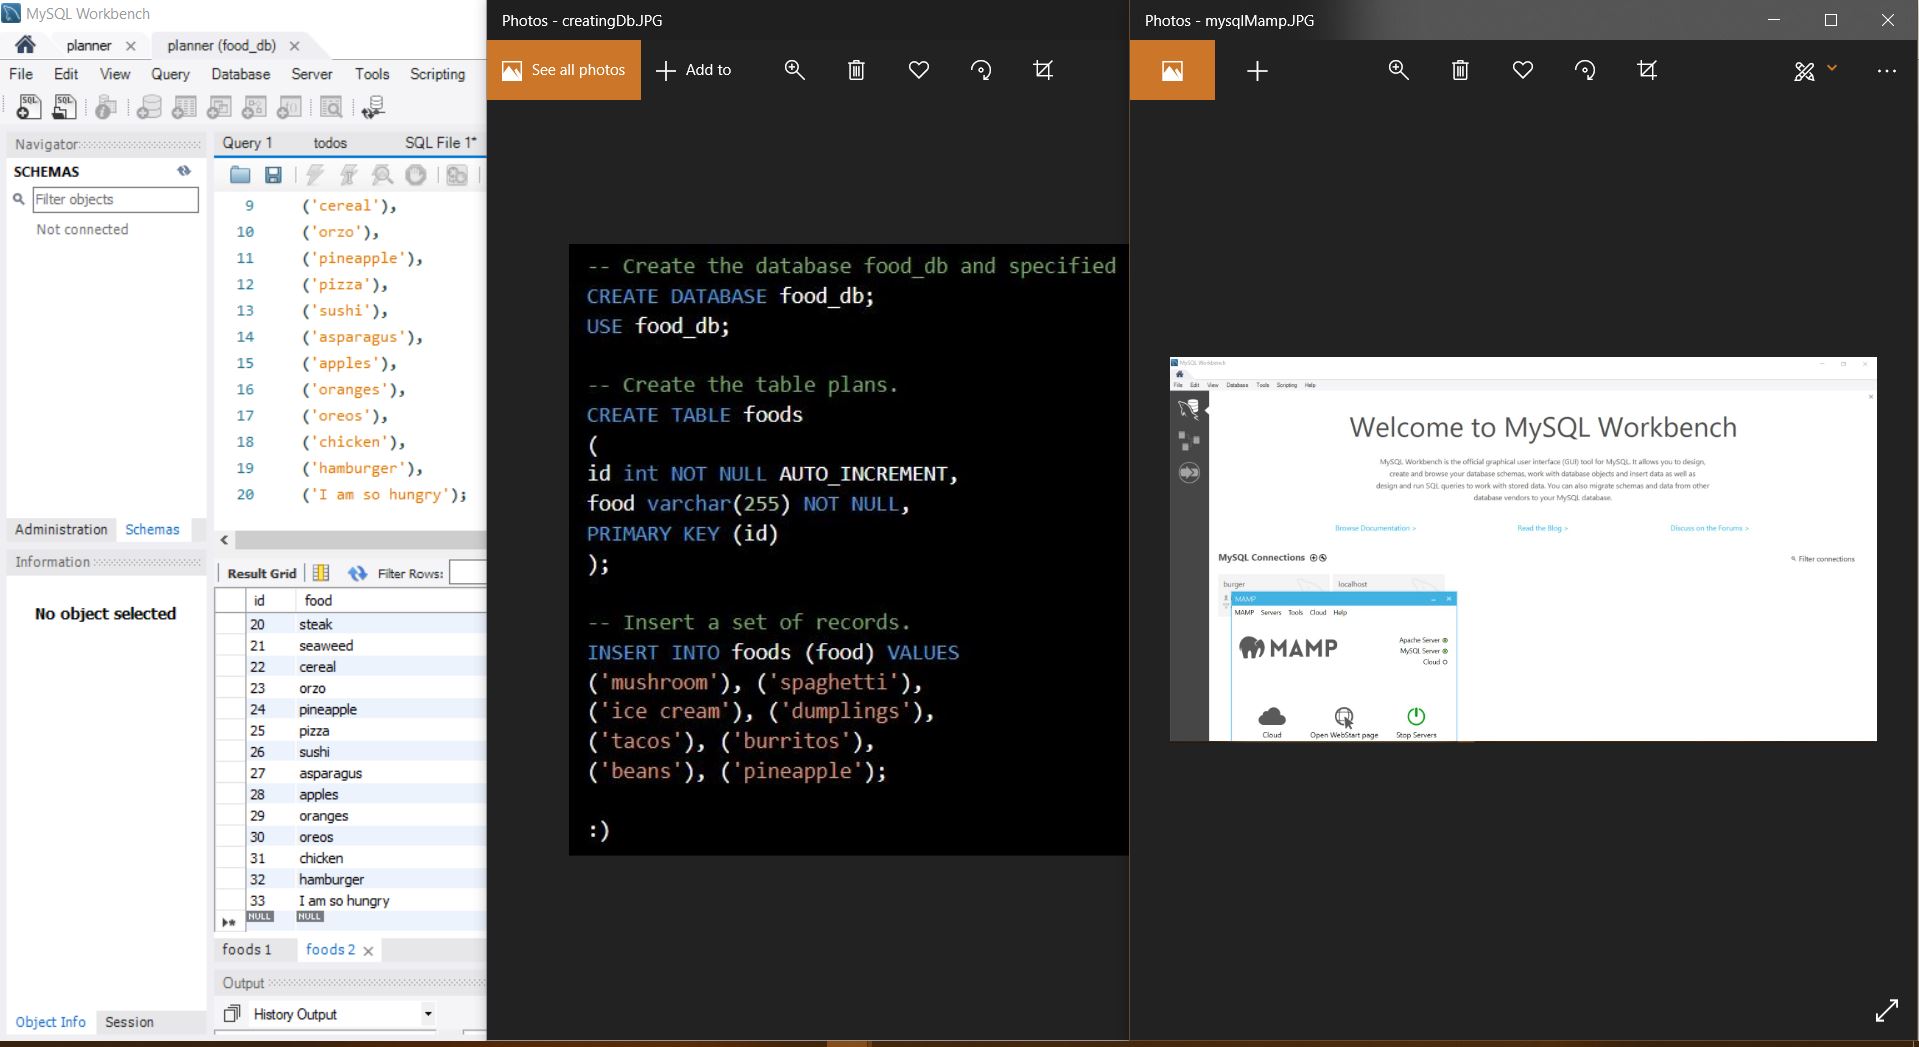 MySQL Workbench
planner
planner (food_db)
File Edit View Query Database Server Tools Scripting
Navigator
SCHEMAS
Filter objects
Not connected
Administration Schemas
Information
No object selected
Object Info Session
Query 1 todos SQL File 1*
9 ('cereal'),
10 ('orzo'),
11 ('pineapple'),
12 ('pizza'),
13 ('sushi'),
14 ('asparagus'),
15 ('apples'),
16 ('oranges'),
17 ('oreos'),
18 ('chicken'),
19 ('hamburger'),
20 ('I am so hungry');
Result Grid Filter Rows:
id food
20 steak
21 seaweed
22 cereal
23 orzo
24 pineapple
25 pizza
26 sushi
27 asparagus
28 apples
29 oranges
30 oreos
31 chicken
32 hamburger
33 I am so hungry
NULL NULL
foods 1 foods 2
Output
History Output
Photos - creatingDb.JPG
See all photos Add to
-- Create the database food_db and specified
CREATE DATABASE food_db;
USE food_db;
-- Create the table plans.
CREATE TABLE foods
(
id int NOT NULL AUTO_INCREMENT,
food varchar(255) NOT NULL,
PRIMARY KEY (id)
);
-- Insert a set of records.
INSERT INTO foods (food) VALUES
('mushroom'), ('spaghetti'),
('ice cream'), ('dumplings'),
('tacos'), ('burritos'),
('beans'), ('pineapple');
:)
Photos - mysqlMamp.JPG
MySQL Workbench
File Edit View Database Tools Scripting Help
Welcome to MySQL Workbench
MySQL Workbench is the official graphical user interface (GUI) tool for MySQL. It allows you to design,
create and browse your database schemas, work with database objects and insert data as well as
design and run SQL queries to work with stored data. You can also migrate schemas and data from other
database vendors to your MySQL database.
Browse Documentation > Read the Blog > Discuss on the Forums >
MySQL Connections
Filter connections
burger localhost
MAMP
MAMP Servers Tools Cloud Help
MAMP
Apache Server
MySQL Server
Cloud
Cloud Open WebStart page Stop Servers